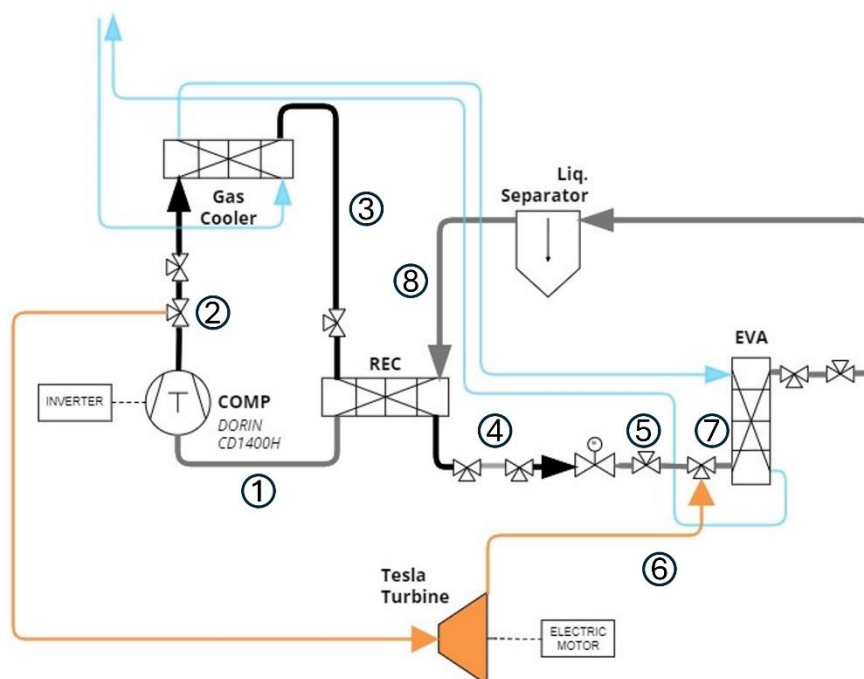 Gas
Cooler
③
Liq.
Separator
⑧
②
EVA
REC
INVERTER
T
COMP
DORIN
CD1400H
④
⑤
⑦
①
⑥
Tesla
Turbine
ELECTRIC
MOTOR